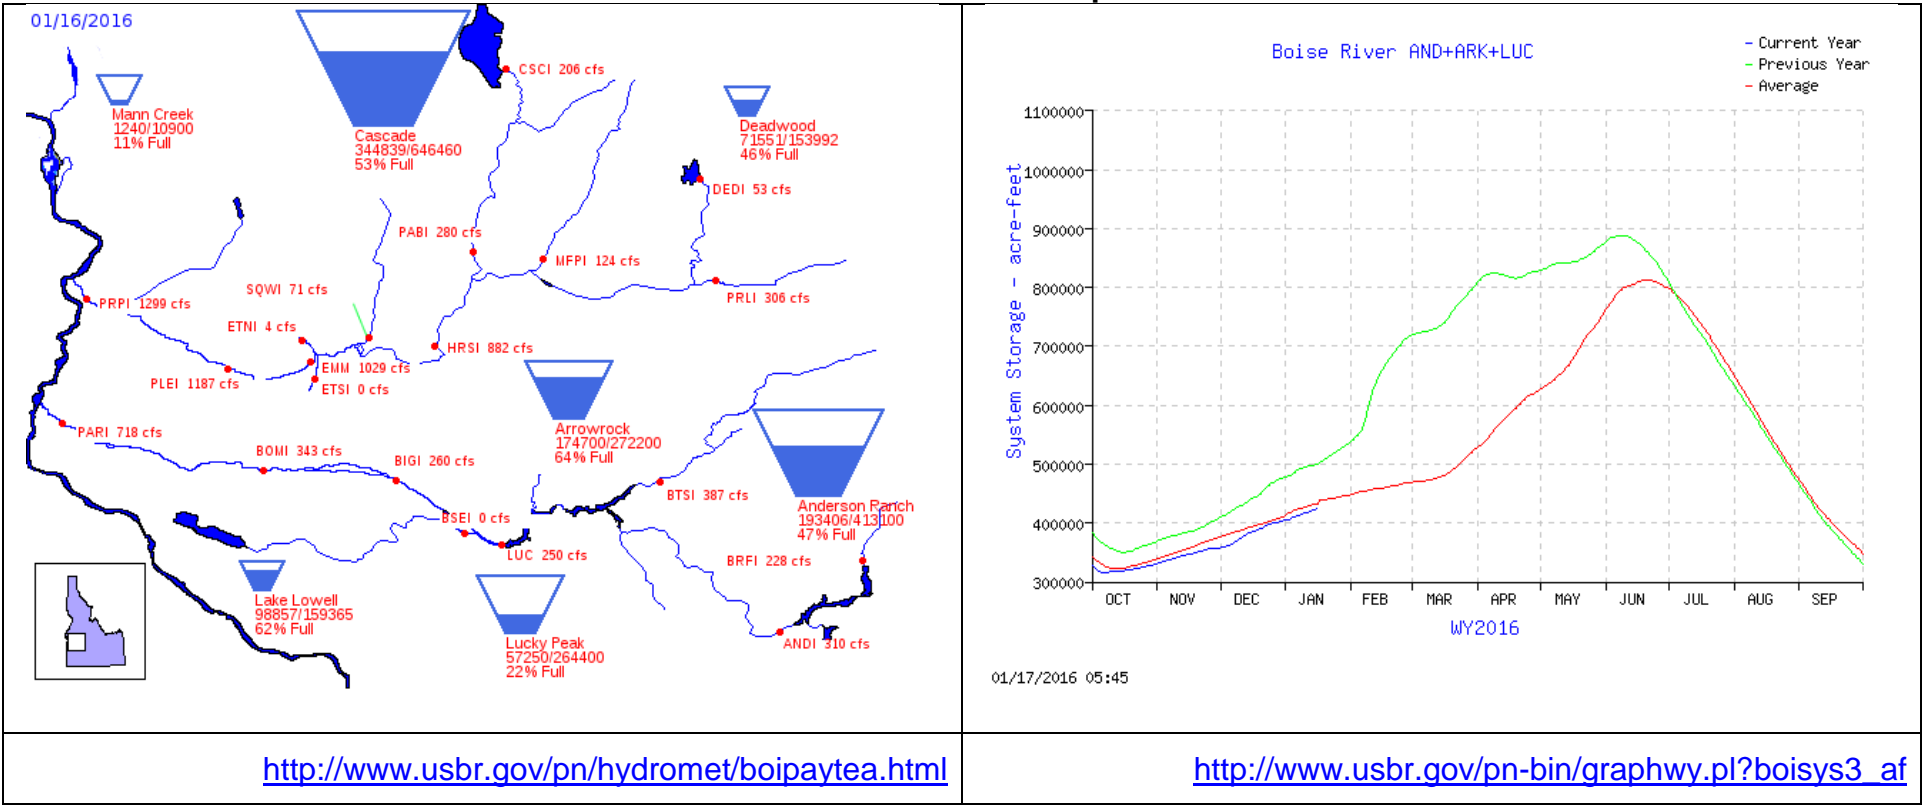 01/16/2016
Mann Creek
1240/10900
11% Full
Cascade
344839/646460
53% Full
CSCI 206 cfs
Deadwood
71551/153992
46% Full
DEDI 53 cfs
PABI 280 cfs
MFPI 124 cfs
PRLI 306 cfs
SQWI 71 cfs
PRPI 1299 cfs
ETNI 4 cfs
HRSI 882 cfs
EMM 1029 cfs
PLEI 1187 cfs
ETSI 0 cfs
Arrowrock
174700/272200
64% Full
PARI 718 cfs
BOMI 343 cfs
BIGI 260 cfs
BTSI 387 cfs
Anderson Ranch
193406/413100
47% Full
BSEI 0 cfs
LUC 250 cfs
BRFI 228 cfs
Lake Lowell
98857/159365
62% Full
Lucky Peak
57250/264400
22% Full
ANDI 310 cfs
Boise River AND+ARK+LUC
Current Year
Previous Year
Average
System Storage - acre-feet
1100000
1000000
900000
800000
700000
600000
500000
400000
300000
OCT NOV DEC JAN FEB MAR APR MAY JUN JUL AUG SEP
WY2016
01/17/2016 05:45
http://www.usbr.gov/pn/hydromet/boipaytea.html
http://www.usbr.gov/pn-bin/graphwy.pl?boisys3_af